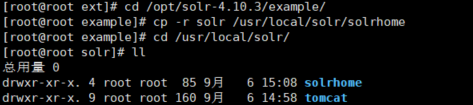 [root@root ext]# cd /opt/solr-4.10.3/example/
[root@root example]# cp -r solr /usr/local/solr/solrhome
[root@root example]# cd /usr/local/solr/
[root@root solr]# ll
总用量 0
drwxr-xr-x. 4 root root  85 9月   6 15:08 solrhome
drwxr-xr-x. 9 root root 160 9月   6 14:58 tomcat